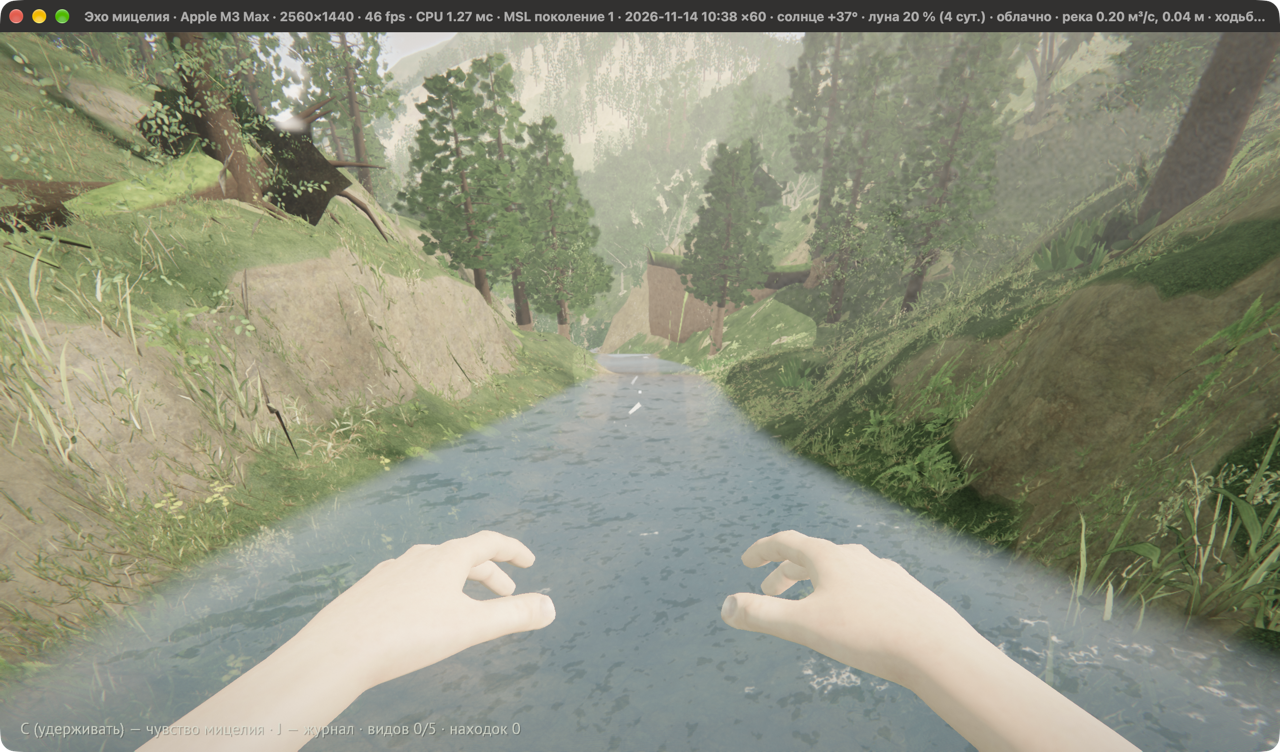 Эхо мицелия · Apple M3 Max · 2560×1440 · 46 fps · CPU 1.27 мс · MSL поколение 1 · 2026-11-14 10:38 ×60 · солнце +37° · луна 20 % (4 сут.) · облачно · река 0.20 м³/с, 0.04 м · ходьб...
C (удерживать) — чувство мицелия · J — журнал · видов 0/5 · находок 0